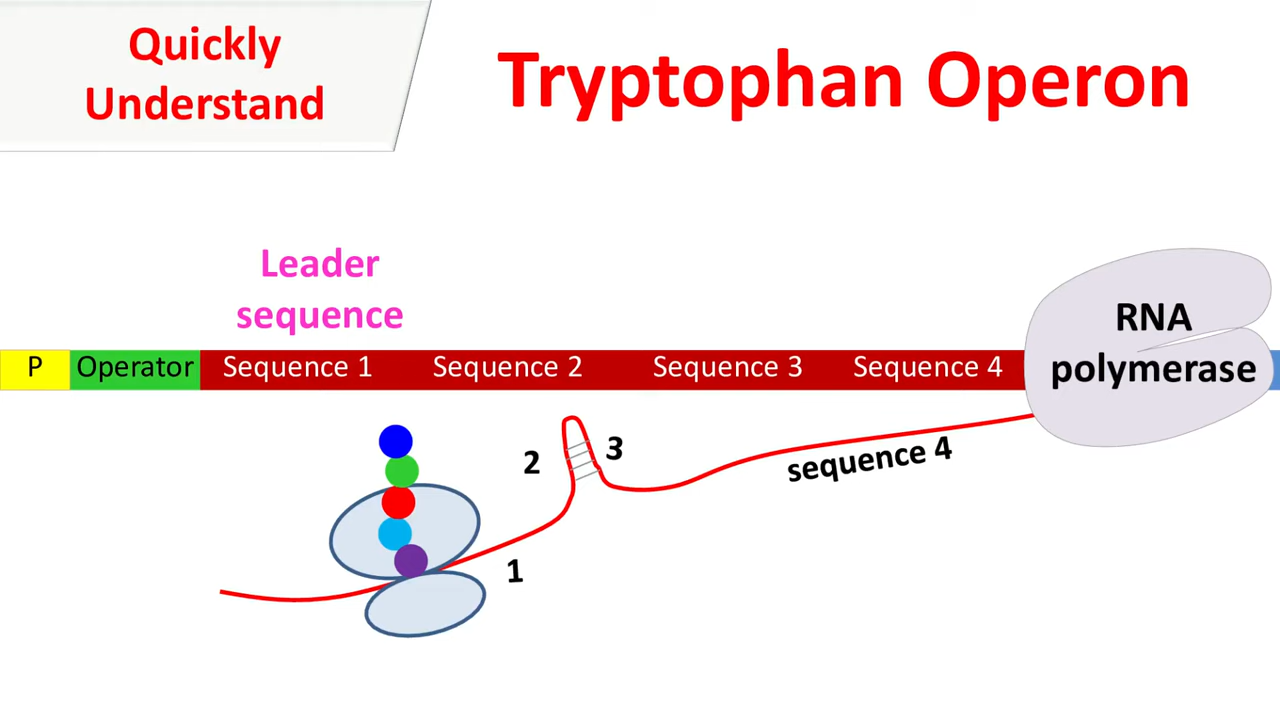 Quickly
Understand
Tryptophan Operon
Leader
sequence
RNA
polymerase
P Operator Sequence 1 Sequence 2 Sequence 3 Sequence 4
2 3
sequence 4
1